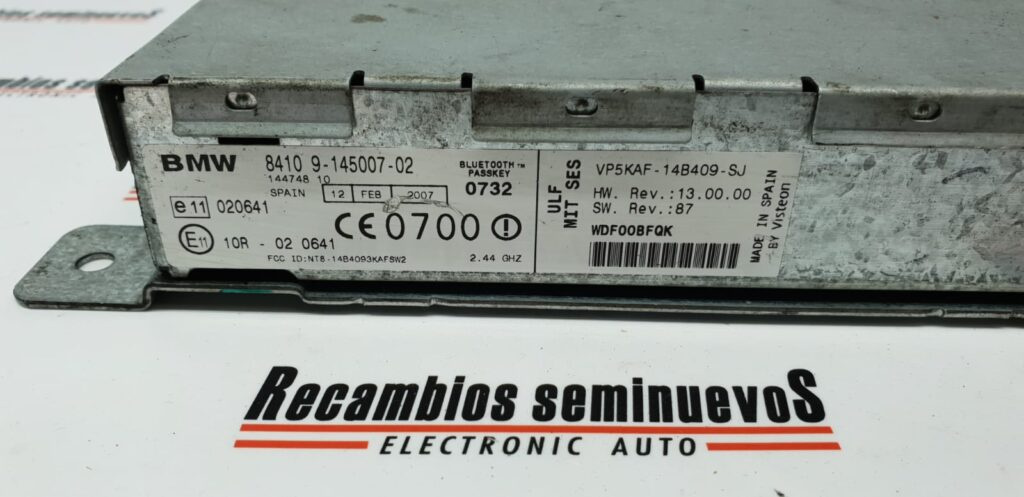 BMW 8410 9-145007-02
144748 10
SPAIN 12 FEB 2007
BLUETOOTH™
PASSKEY
0732
e11 020641
CE0700
E11 10R - 02 0641
FCC ID:NT8-14B4093KAFSW2
2.44 GHZ
ULF
MIT SES
VP5KAF-14B409-SJ
HW. Rev.:13.00.00
SW. Rev.:87
WDF008FQK
MADE IN SPAIN
BY Visteon
Recambios seminuevoS
ELECTRONIC AUTO